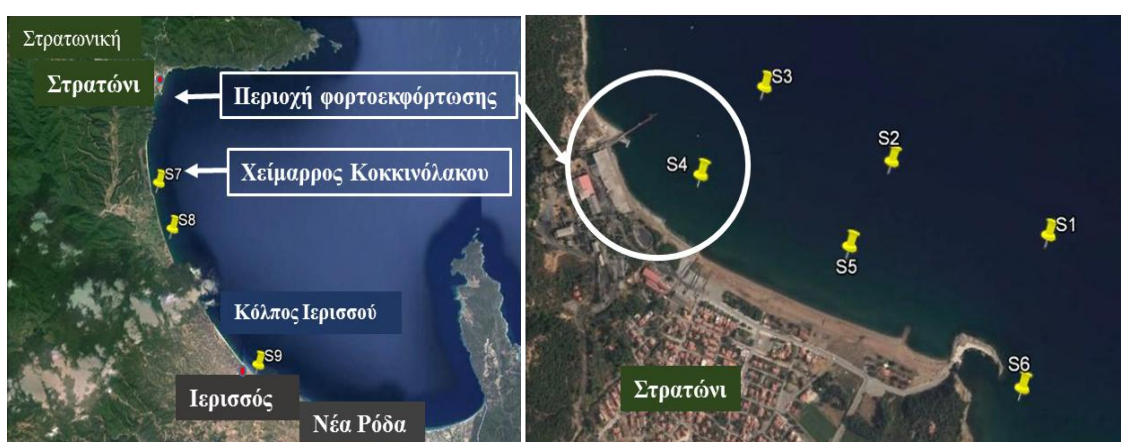 Στρατωνική
Στρατώνι
Περιοχή φορτοεκφόρτωσης
Χείμαρρος Κοκκινόλακου
S7
S8
Κόλπος Ιερισσού
S9
Ιερισσός
Νέα Ρόδα
S3
S2
S4
S1
S5
S6
Στρατώνι